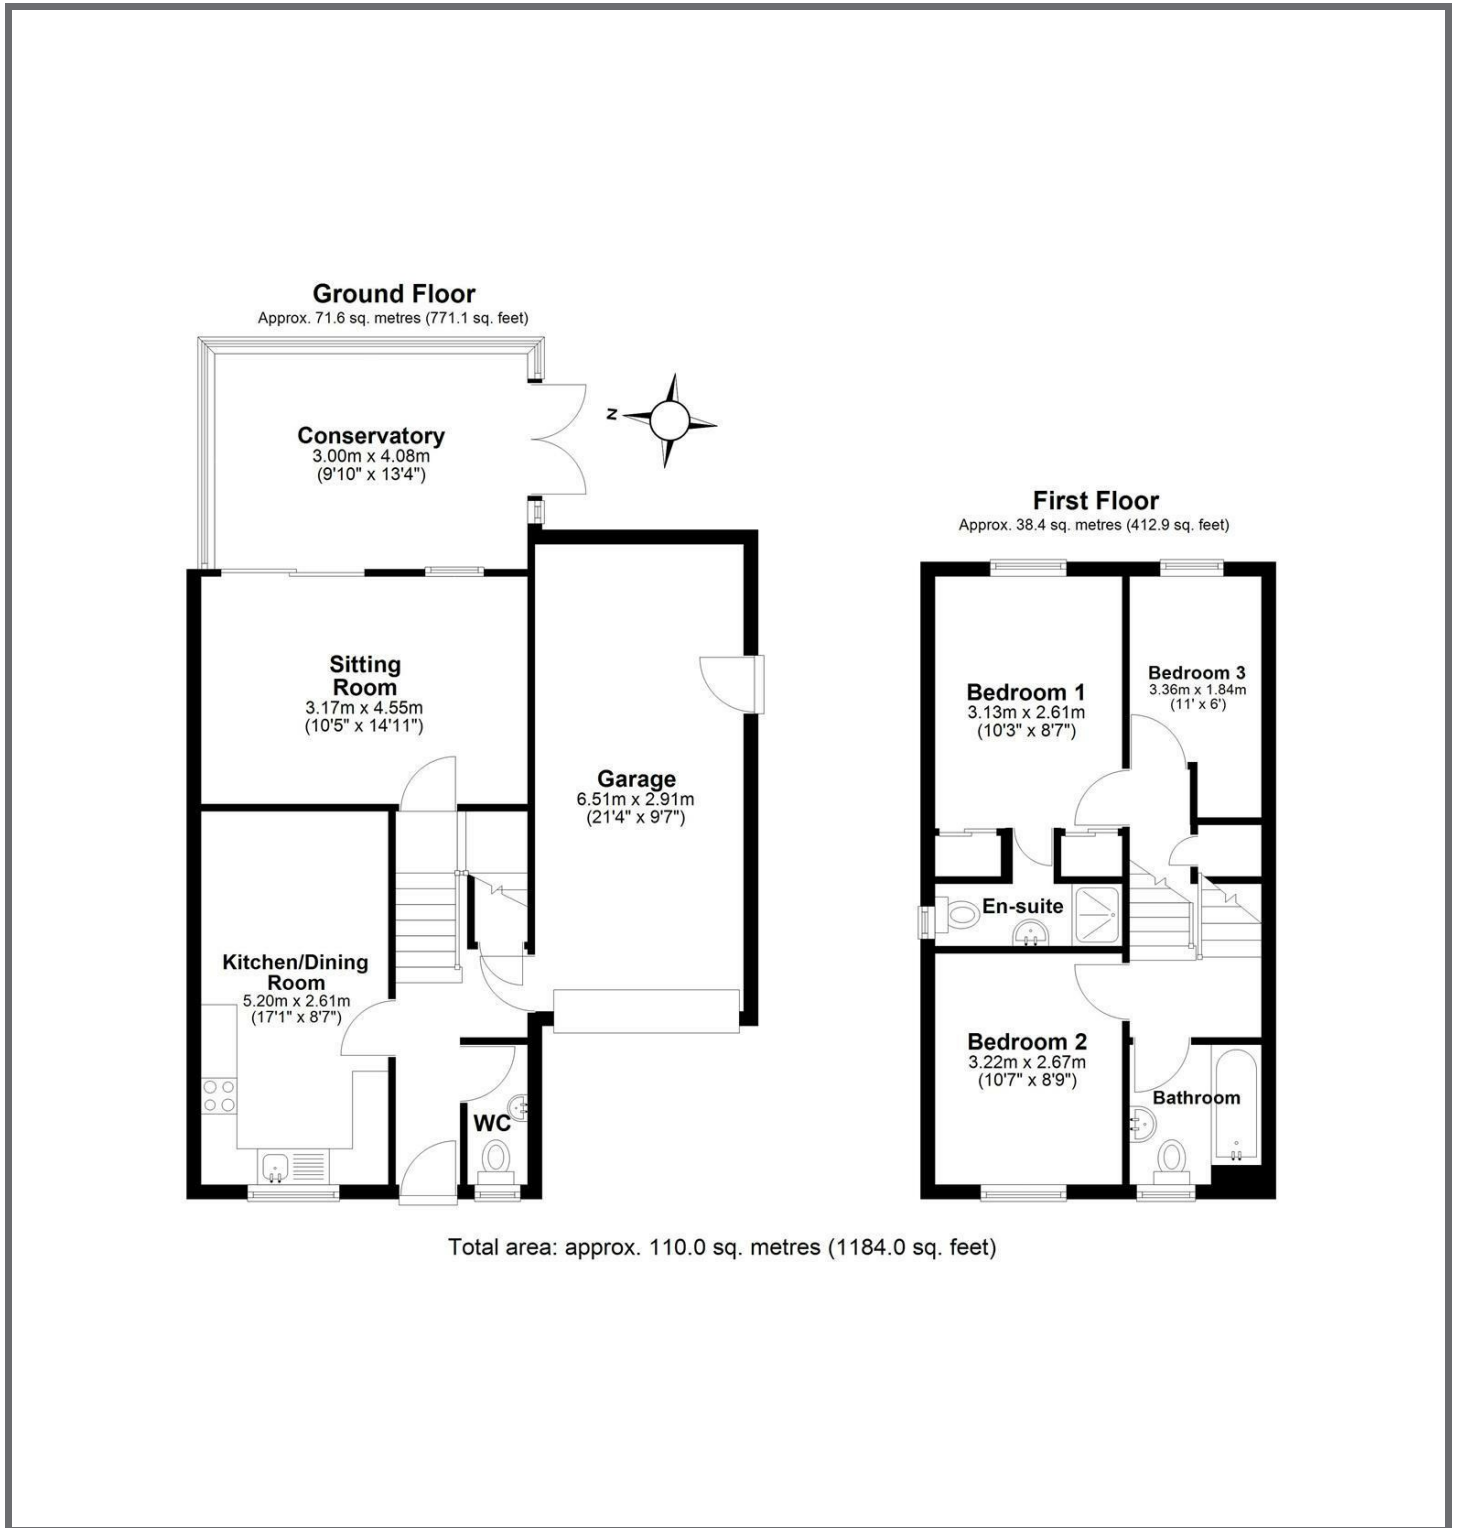 Ground Floor
Approx. 71.6 sq. metres (771.1 sq. feet)
Conservatory
3.00m x 4.08m
(9'10" x 13'4")
N
Sitting
Room
3.17m x 4.55m
(10'5" x 14'11")
Garage
6.51m x 2.91m
(21'4" x 9'7")
Kitchen/Dining
Room
5.20m x 2.61m
(17'1" x 8'7")
WC
First Floor
Approx. 38.4 sq. metres (412.9 sq. feet)
Bedroom 1
3.13m x 2.61m
(10'3" x 8'7")
Bedroom 3
3.36m x 1.84m
(11' x 6')
En-suite
Bedroom 2
3.22m x 2.67m
(10'7" x 8'9")
Bathroom
Total area: approx. 110.0 sq. metres (1184.0 sq. feet)